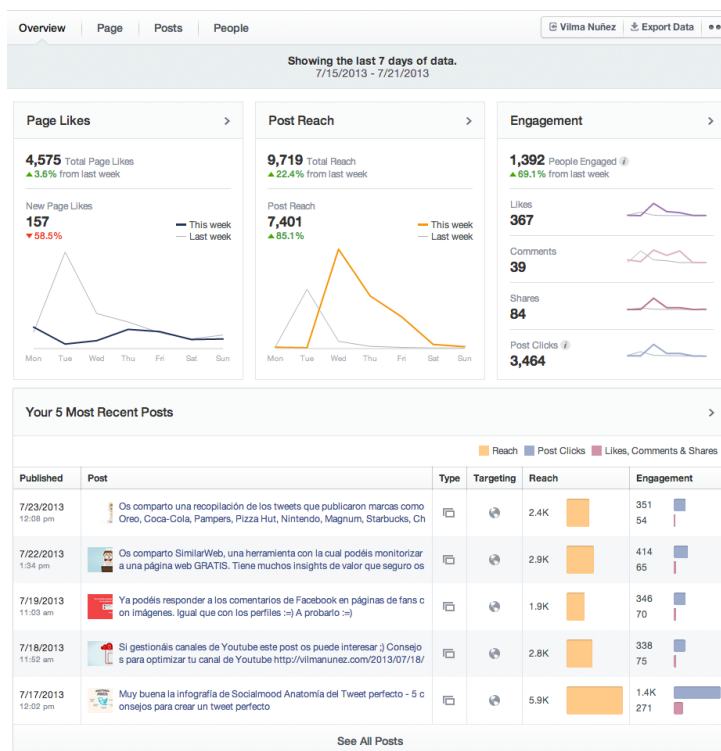 Overview Page Posts People Vilma Nuñez Export Data
Showing the last 7 days of data.
7/15/2013 - 7/21/2013
Page Likes
4,575 Total Page Likes
3.6% from last week
New Page Likes
157
58.5%
This week
Last week
Mon Tue Wed Thu Fri Sat Sun
Post Reach
9,719 Total Reach
22.4% from last week
Post Reach
7,401
85.1%
This week
Last week
Mon Tue Wed Thu Fri Sat Sun
Engagement
1,392 People Engaged
69.1% from last week
Likes
367
Comments
39
Shares
84
Post Clicks
3,464
Your 5 Most Recent Posts
Reach Post Clicks Likes, Comments & Shares
Published Post Type Targeting Reach Engagement
7/23/2013 Os comparto una recopilación de los tweets que publicaron marcas como 351
12:08 pm Oreo, Coca-Cola, Pampers, Pizza Hut, Nintendo, Magnum, Starbucks, Ch 2.4K 54
7/22/2013 Os comparto SimilarWeb, una herramienta con la cual podéis monitorizar 414
1:34 pm a una página web GRATIS. Tiene muchos insights de valor que seguro os 2.9K 65
7/19/2013 Ya podéis responder a los comentarios de Facebook en páginas de fans c 346
11:03 am on imágenes. Igual que con los perfiles :=) A probarlo :=) 1.9K 70
7/18/2013 Si gestionáis canales de Youtube este post os puede interesar ;) Consejo 338
11:52 am s para optimizar tu canal de Youtube http://vilmanunez.com/2013/07/18/ 2.8K 75
7/17/2013 Muy buena la infografía de Socialmood Anatomía del Tweet perfecto - 5 c 1.4K
12:02 pm onsejos para crear un tweet perfecto 5.9K 271
See All Posts